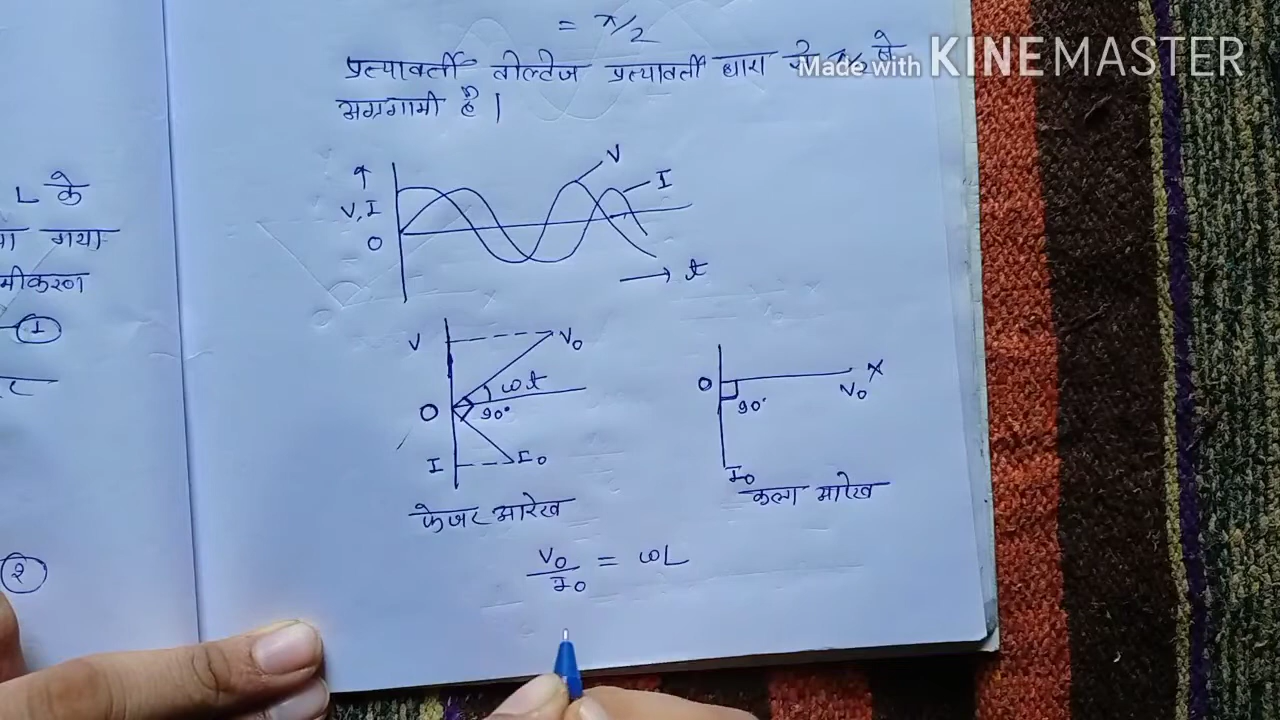 = π/2
प्रत्यावर्ती वोल्टेज प्रत्यावर्ती धारा से π/2 से
अग्रगामी है।
Made with KINEMASTER
L के
गया
मीकरण
1
2
V
I
↑
V, I
O
→ t
V
V₀
ωt
O
90°
I
I₀
फेजर आरेख
O
90°
V₀
X
I₀
कला आरेख
V₀/I₀ = ωL